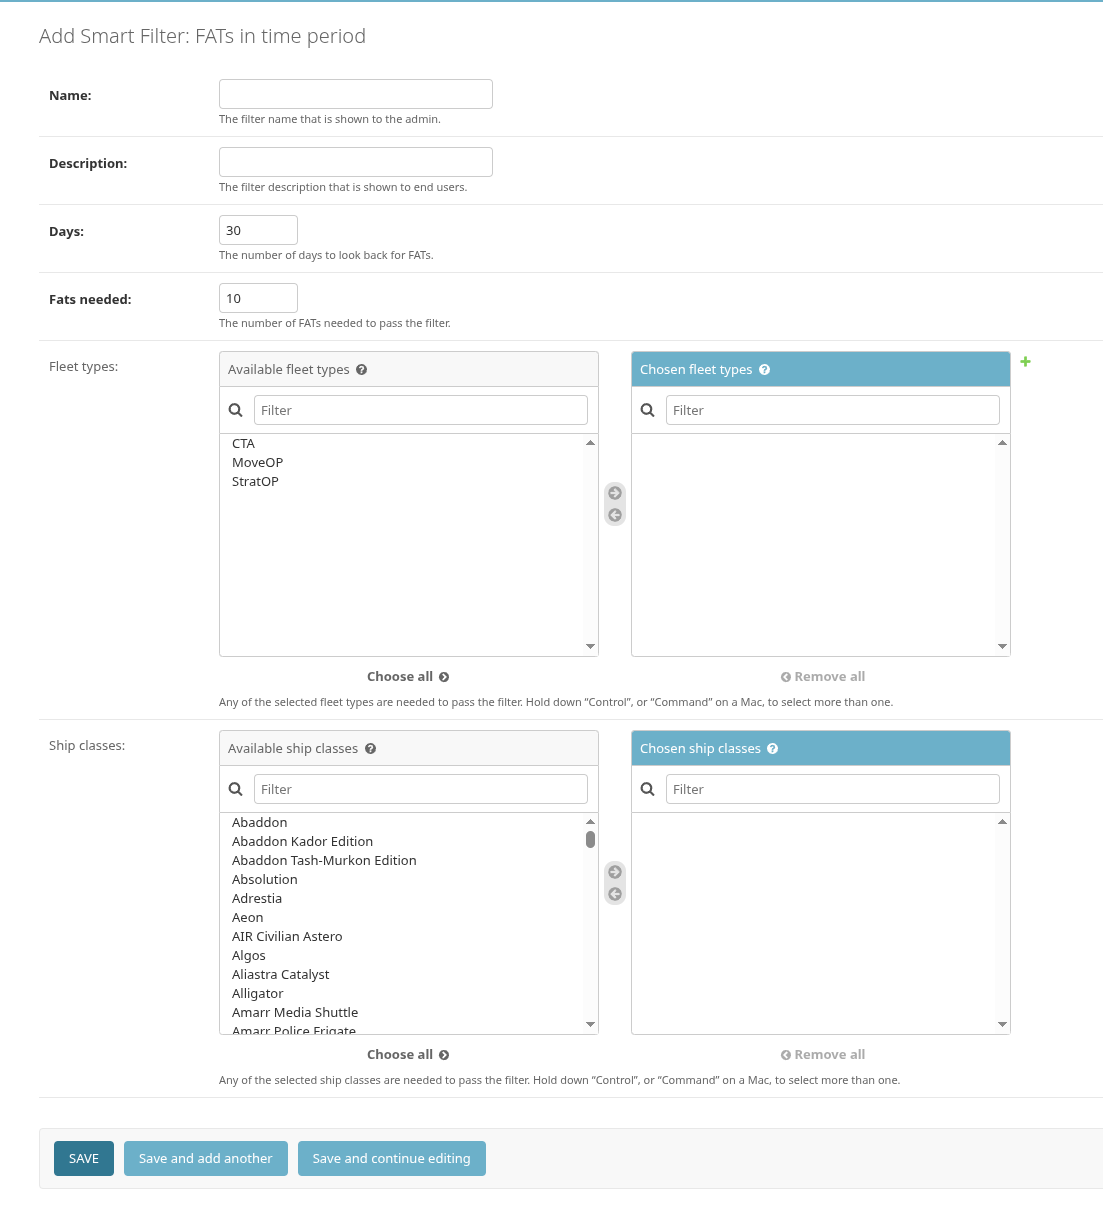 Add Smart Filter: FATs in time period
Name:
The filter name that is shown to the admin.
Description:
The filter description that is shown to end users.
Days:
30
The number of days to look back for FATs.
Fats needed:
10
The number of FATs needed to pass the filter.
Fleet types:
Available fleet types
Filter
CTA
MoveOP
StratOP
Choose all
Chosen fleet types
Filter
Remove all
Any of the selected fleet types are needed to pass the filter. Hold down “Control”, or “Command” on a Mac, to select more than one.
Ship classes:
Available ship classes
Filter
Abaddon
Abaddon Kador Edition
Abaddon Tash-Murkon Edition
Absolution
Adrestia
Aeon
AIR Civilian Astero
Algos
Aliastra Catalyst
Alligator
Amarr Media Shuttle
Amarr Police Frigate
Choose all
Chosen ship classes
Filter
Remove all
Any of the selected ship classes are needed to pass the filter. Hold down “Control”, or “Command” on a Mac, to select more than one.
SAVE
Save and add another
Save and continue editing